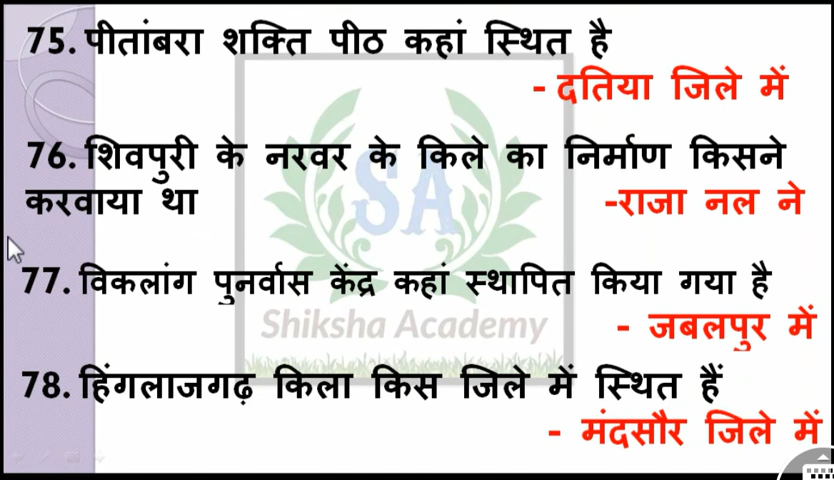 75. पीतांबरा शक्ति पीठ कहां स्थित है
- दतिया जिले में
76. शिवपुरी के नरवर के किले का निर्माण किसने
करवाया था -राजा नल ने
77. विकलांग पुनर्वास केंद्र कहां स्थापित किया गया है
- जबलपुर में
78. हिंगलाजगढ़ किला किस जिले में स्थित हैं
- मंदसौर जिले में
SA
Shiksha Academy